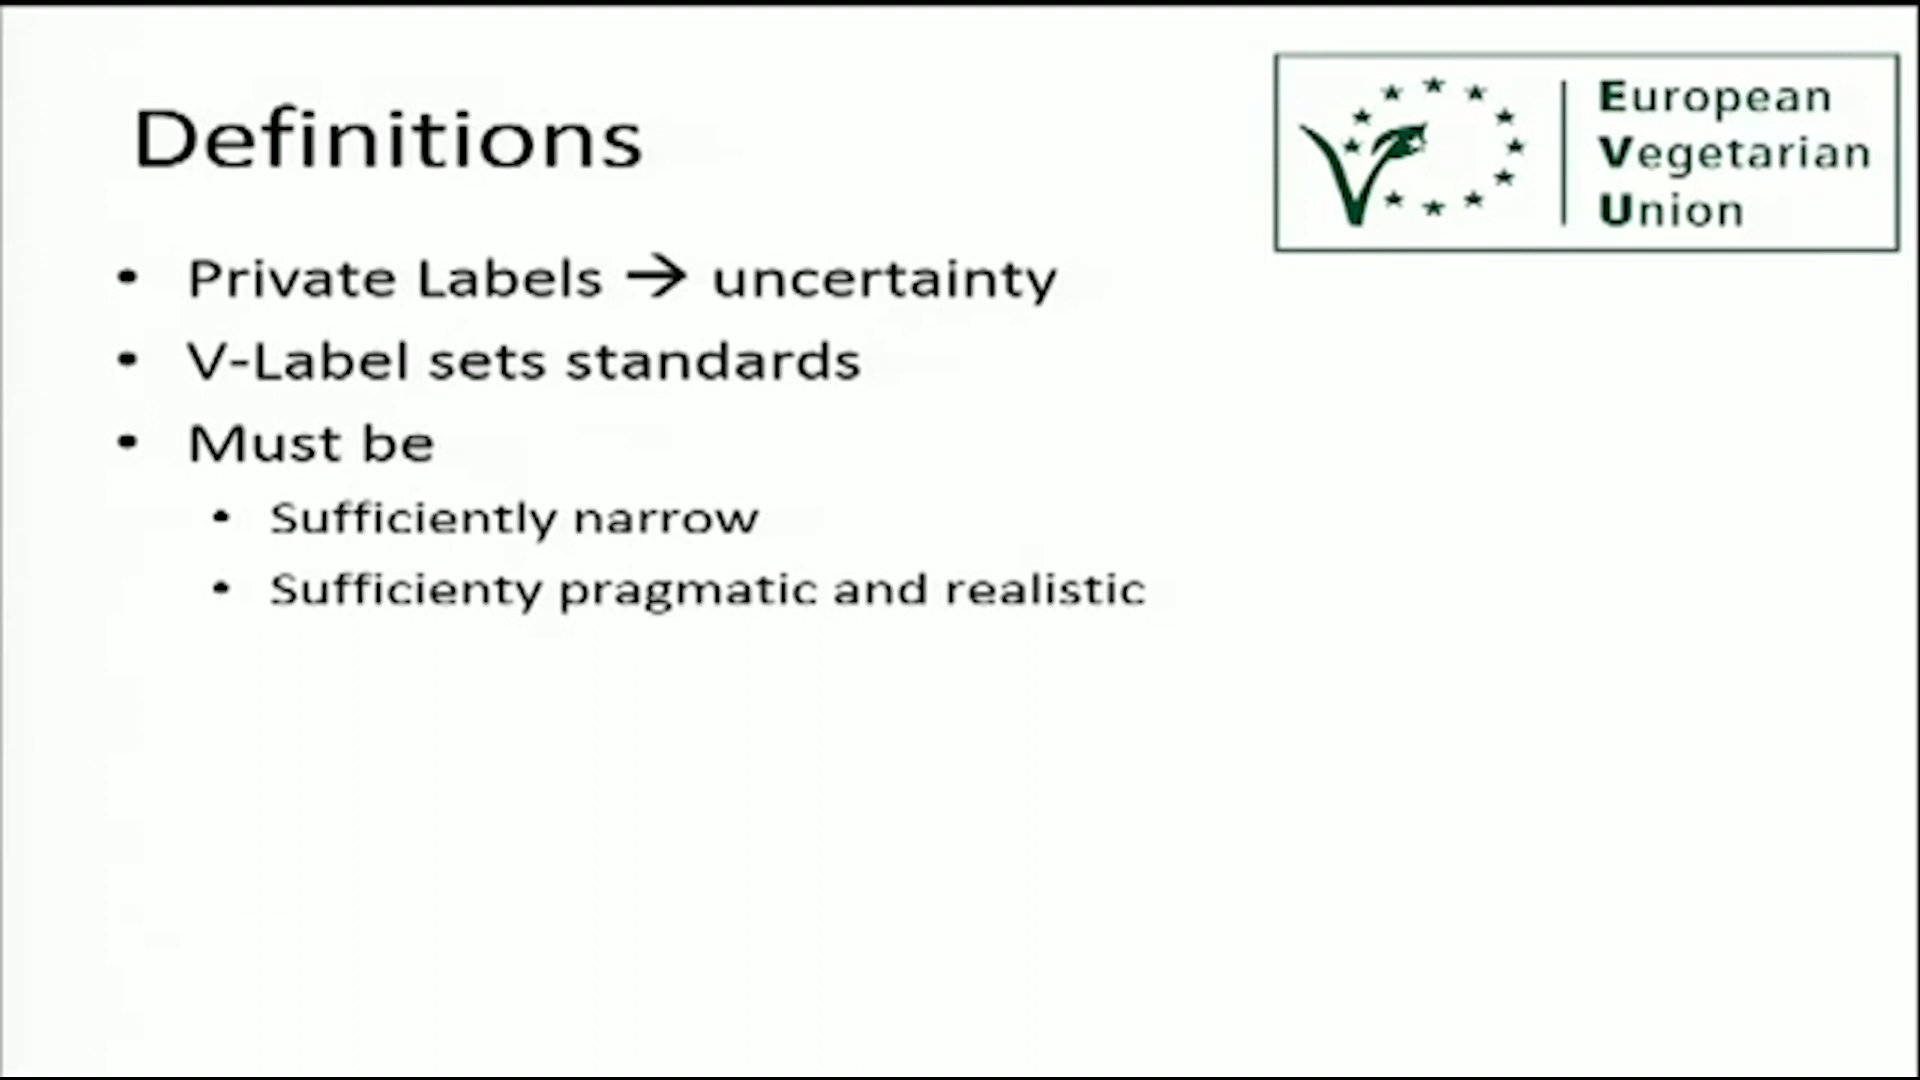 Definitions
European
Vegetarian
Union
• Private Labels → uncertainty
• V-Label sets standards
• Must be
• Sufficiently narrow
• Sufficienty pragmatic and realistic